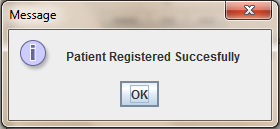 Message
Patient Registered Succesfully
OK